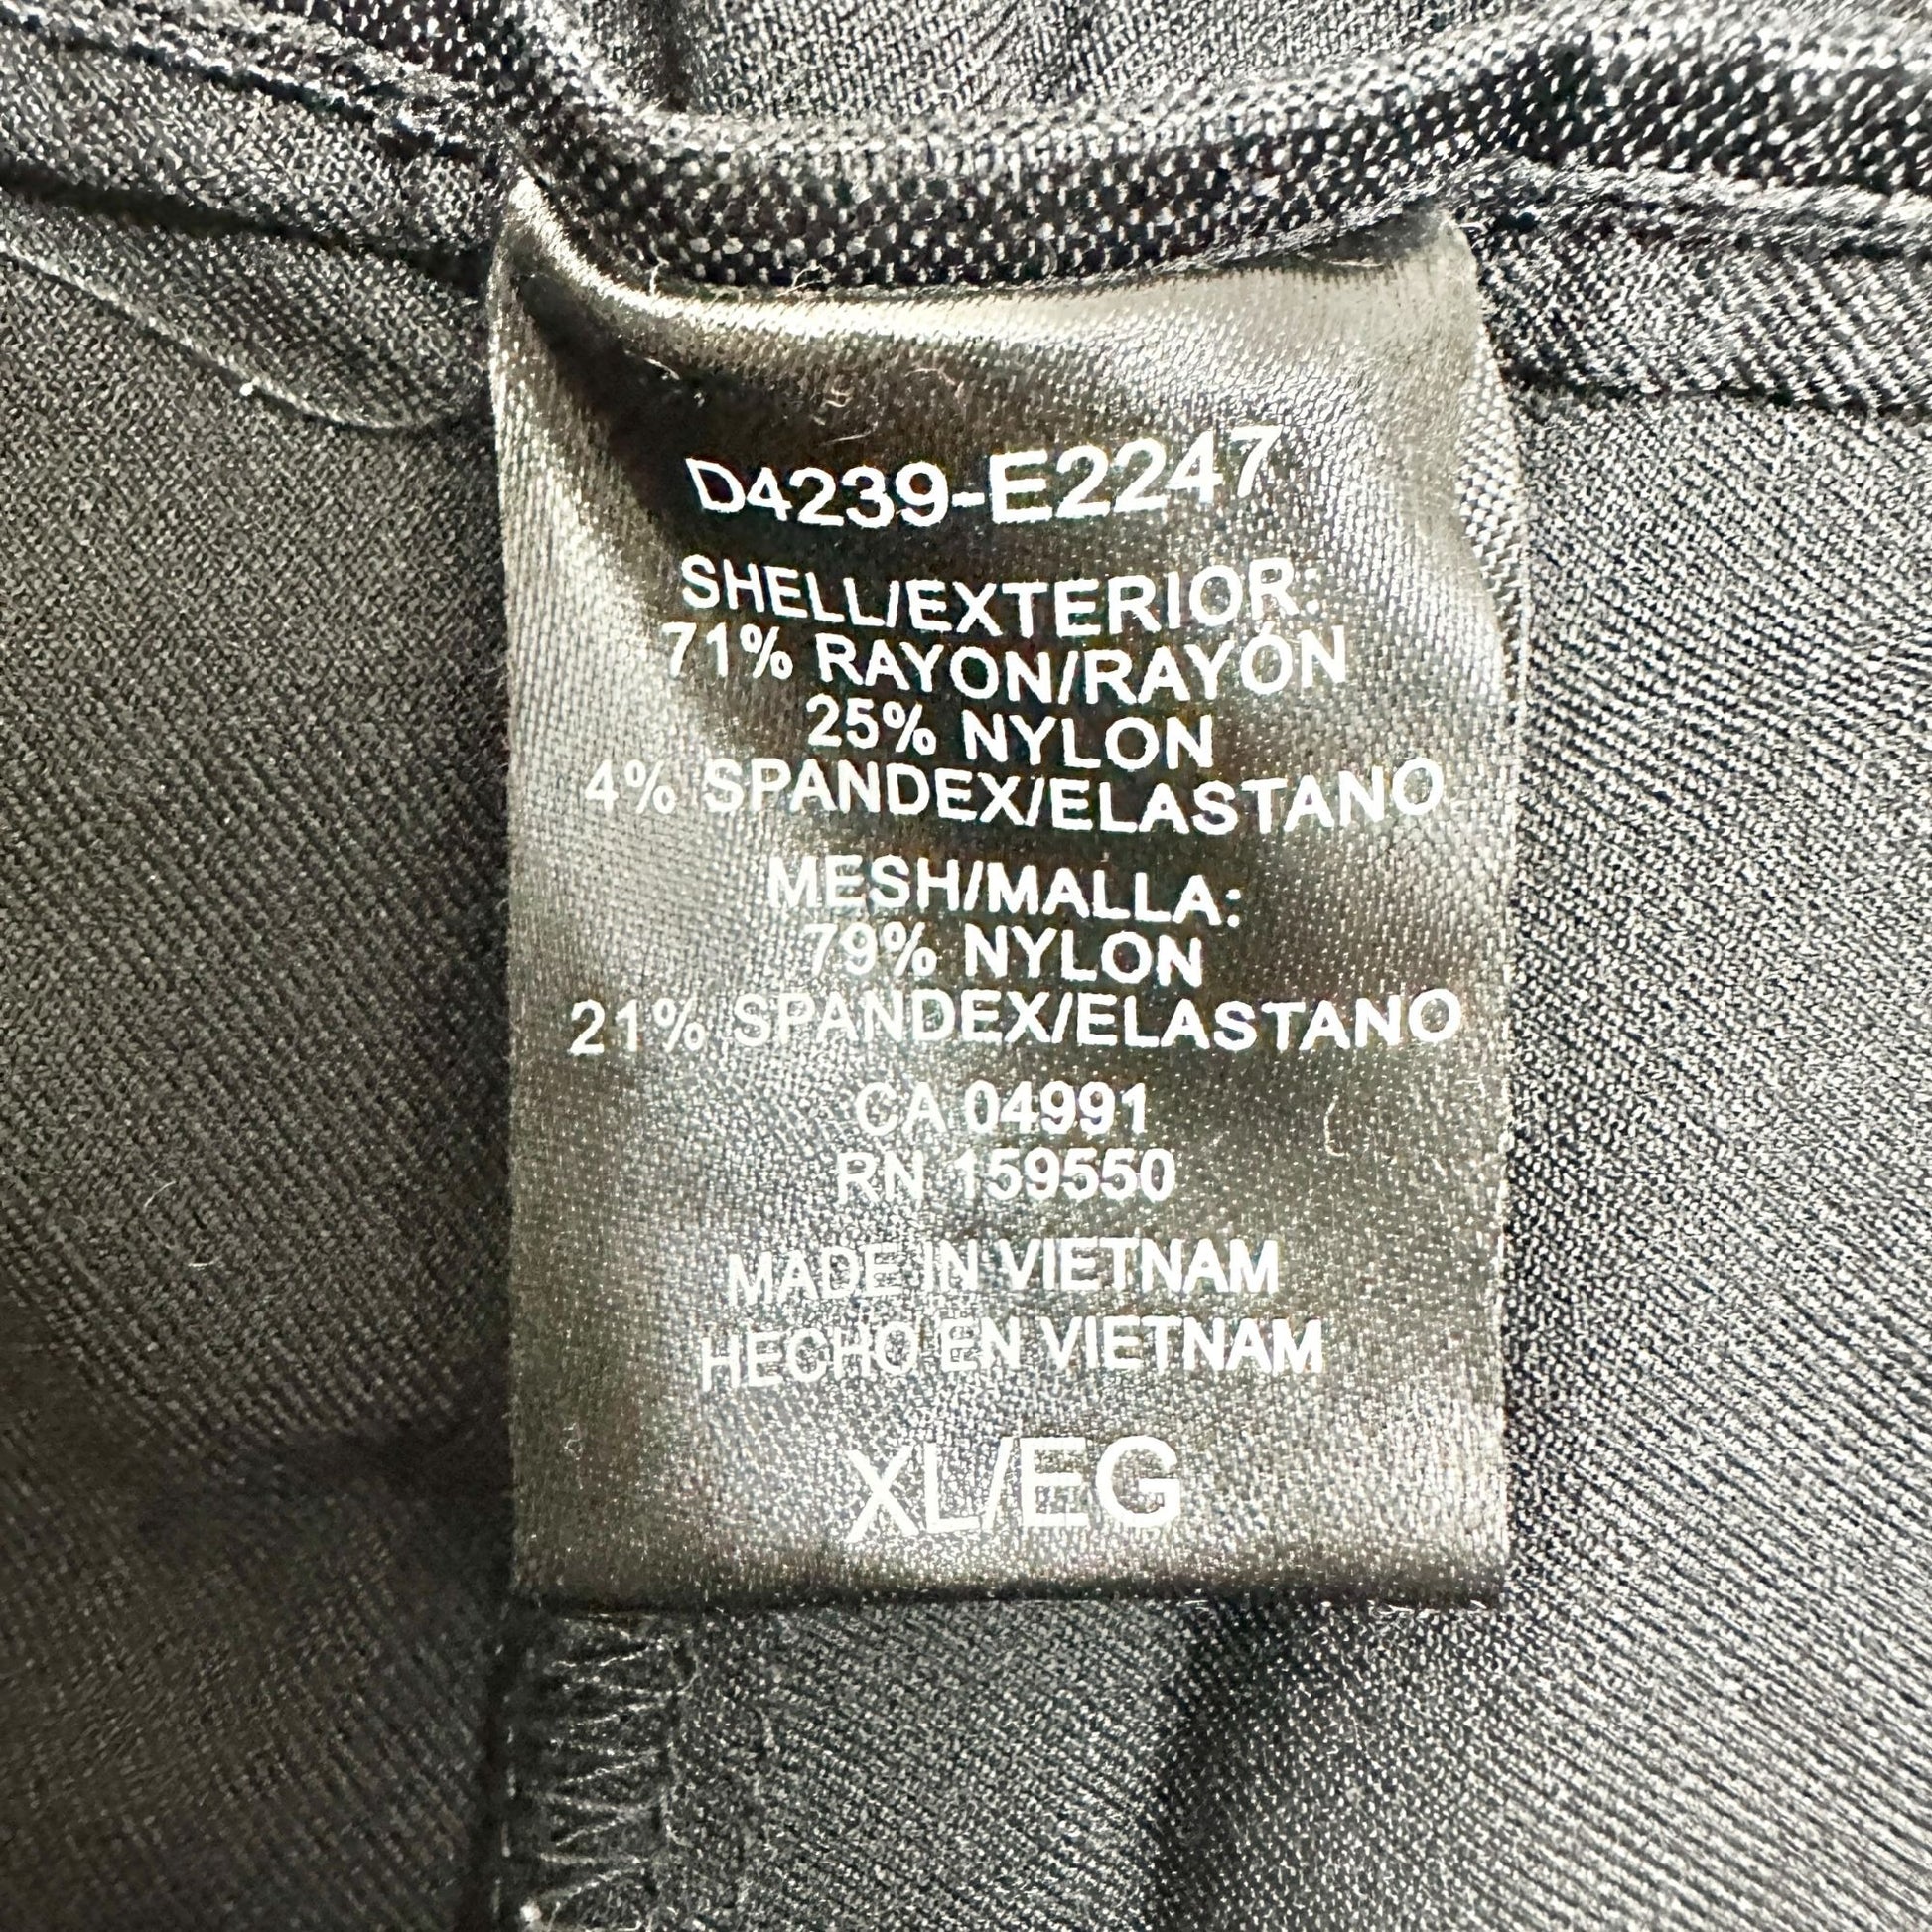 D4239-E2247
SHELL/EXTERIOR:
71% RAYON/RAYÓN
25% NYLON
4% SPANDEX/ELASTANO
MESH/MALLA:
79% NYLON
21% SPANDEX/ELASTANO
CA 04991
RN 159550
MADE IN VIETNAM
HECHO EN VIETNAM
XL/EG